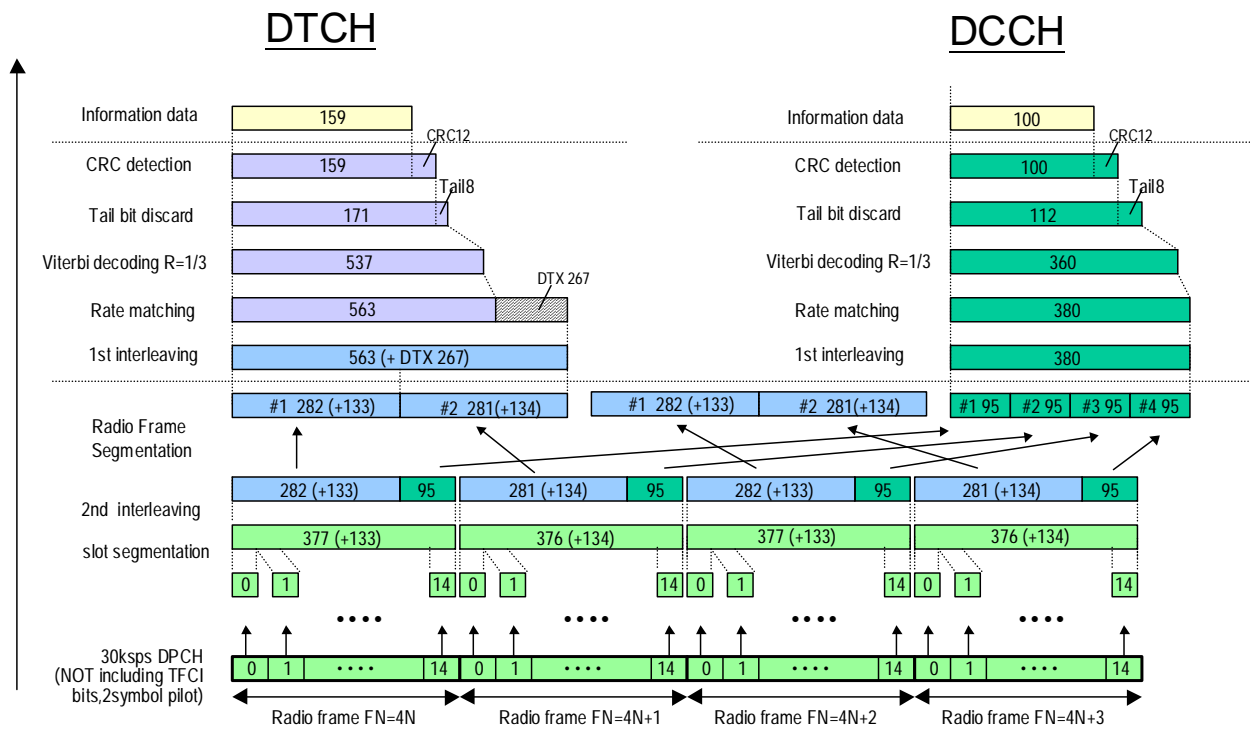 DTCH
DCCH
Information data
159
Information data
100
CRC12
CRC12
CRC detection
159
CRC detection
100
Tail8
Tail8
Tail bit discard
171
Tail bit discard
112
Viterbi decoding R=1/3
537
Viterbi decoding R=1/3
360
DTX 267
Rate matching
563
Rate matching
380
1st interleaving
563 (+ DTX 267)
1st interleaving
380
#1 282 (+133)
#2 281(+134)
#1 282 (+133)
#2 281(+134)
#1 95
#2 95
#3 95
#4 95
Radio Frame
Segmentation
282 (+133)
95
281 (+134)
95
282 (+133)
95
281 (+134)
95
2nd interleaving
377 (+133)
376 (+134)
377 (+133)
376 (+134)
slot segmentation
0
1
14
0
1
14
0
1
14
0
1
14
• • • •
• • • •
• • • •
• • • •
30ksps DPCH
(NOT including TFCI
bits,2symbol pilot)
0
1
• • • •
14
0
1
• • • •
14
0
1
• • • •
14
0
1
• • • •
14
Radio frame FN=4N
Radio frame FN=4N+1
Radio frame FN=4N+2
Radio frame FN=4N+3